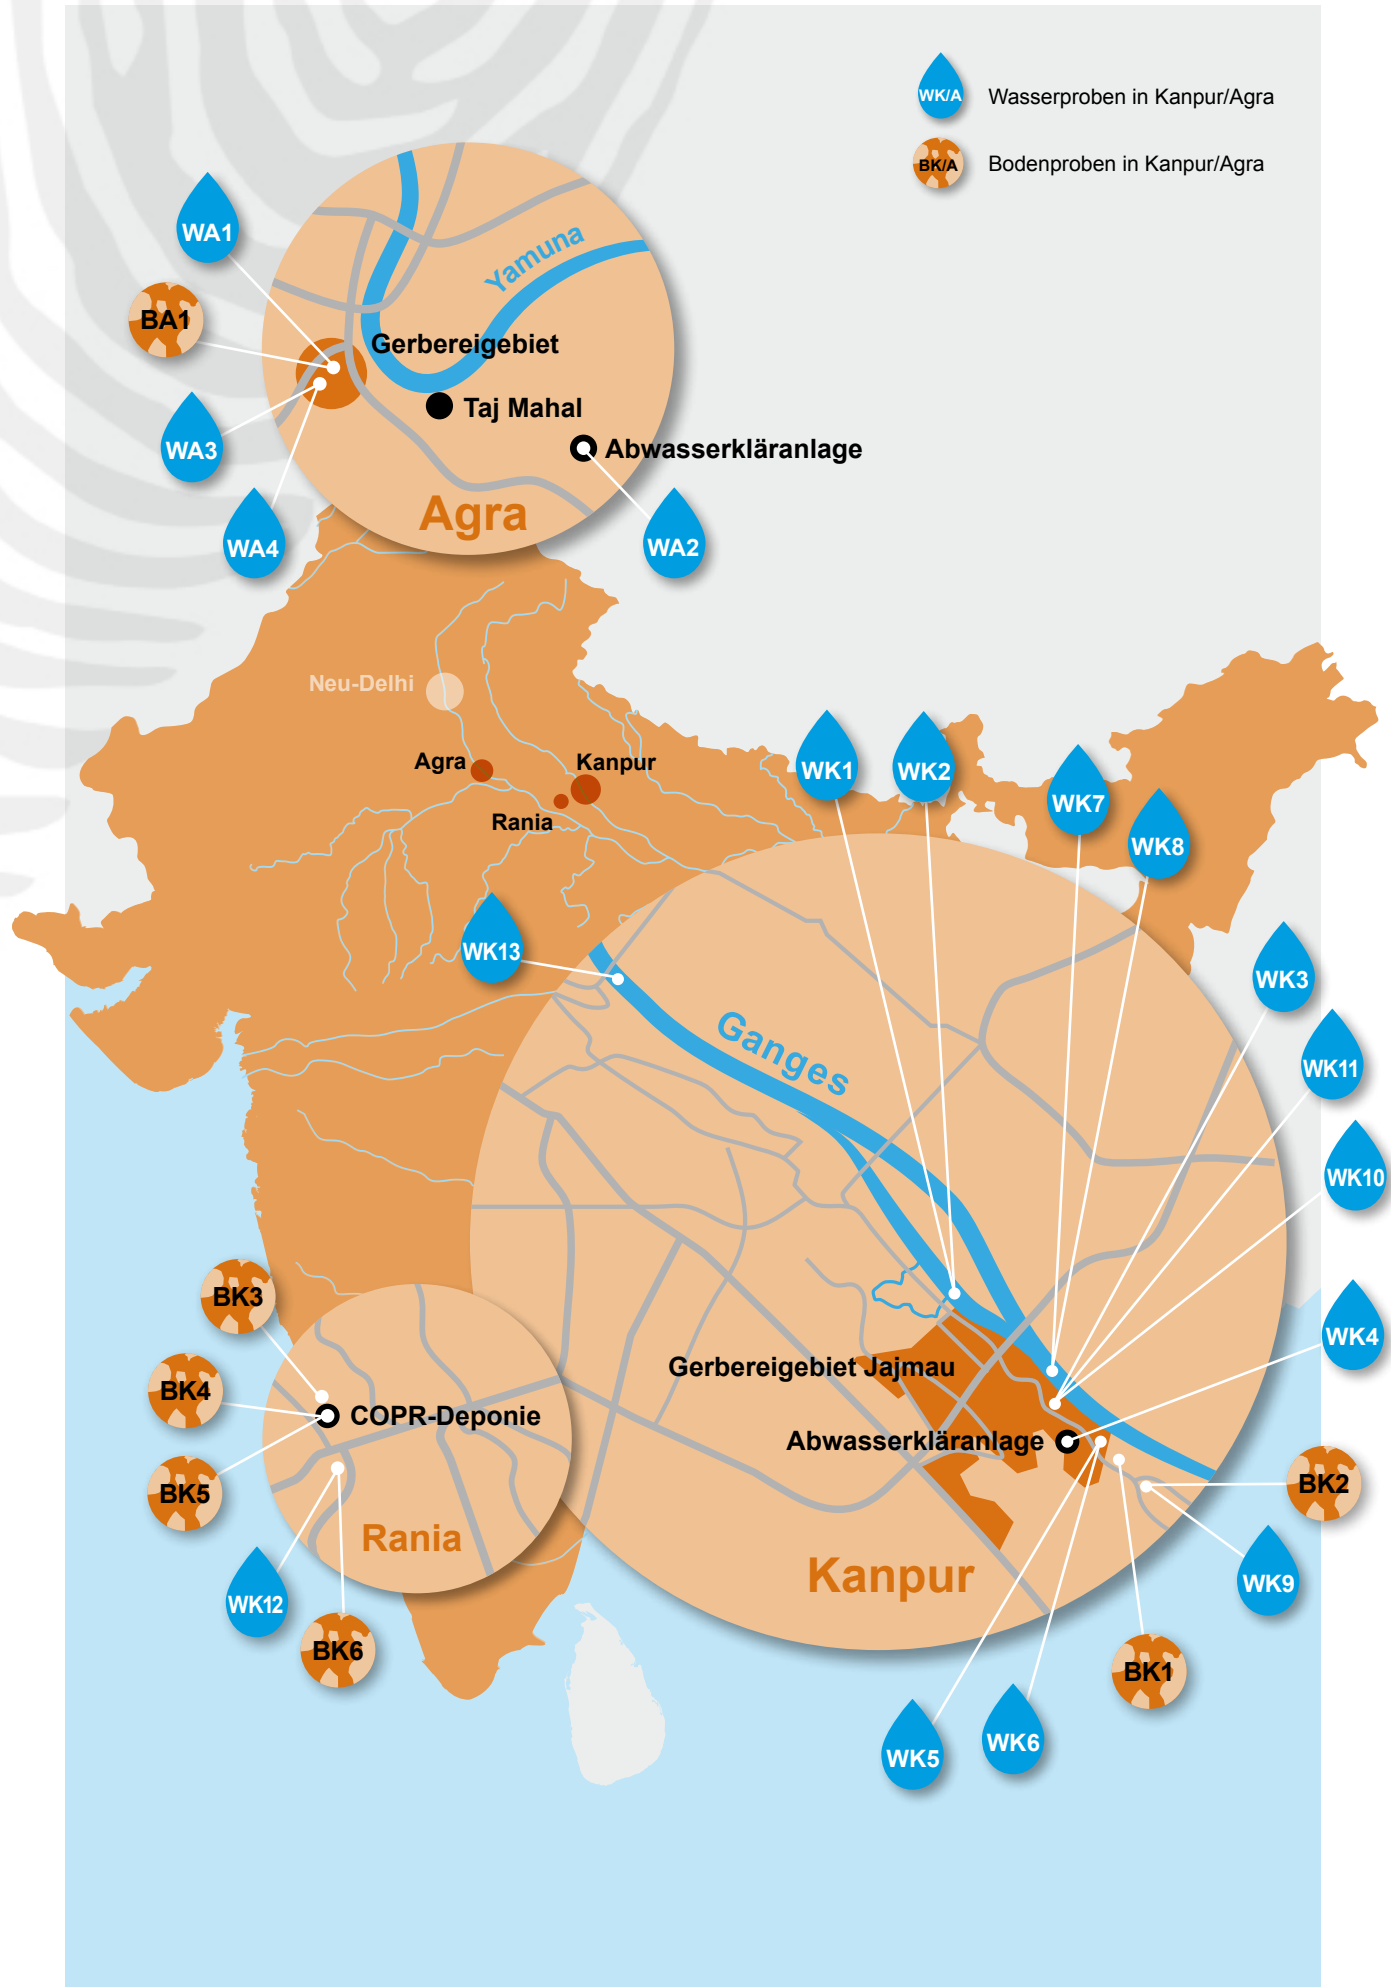 WK/A
Wasserproben in Kanpur/Agra
BK/A
Bodenproben in Kanpur/Agra
WA1
Yamuna
BA1
Gerbereigebiet
Taj Mahal
WA3
Abwasserkläranlage
Agra
WA4
WA2
Neu-Delhi
Agra
Kanpur
Rania
WK1
WK2
WK7
WK8
WK13
WK3
Ganges
WK11
WK10
BK3
WK4
Gerbereigebiet Jajmau
BK4
COPR-Deponie
Abwasserkläranlage
BK5
BK2
Rania
Kanpur
WK9
WK12
BK6
BK1
WK6
WK5